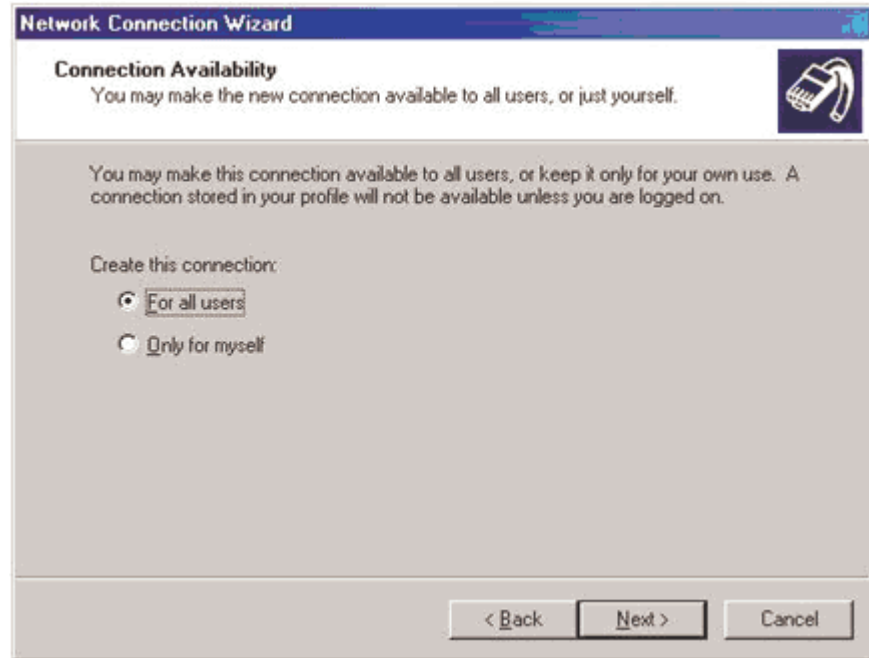 Network Connection Wizard
Connection Availability
You may make the new connection available to all users, or just yourself.
You may make this connection available to all users, or keep it only for your own use. A
connection stored in your profile will not be available unless you are logged on.
Create this connection:
For all users
Only for myself
< Back
Next >
Cancel